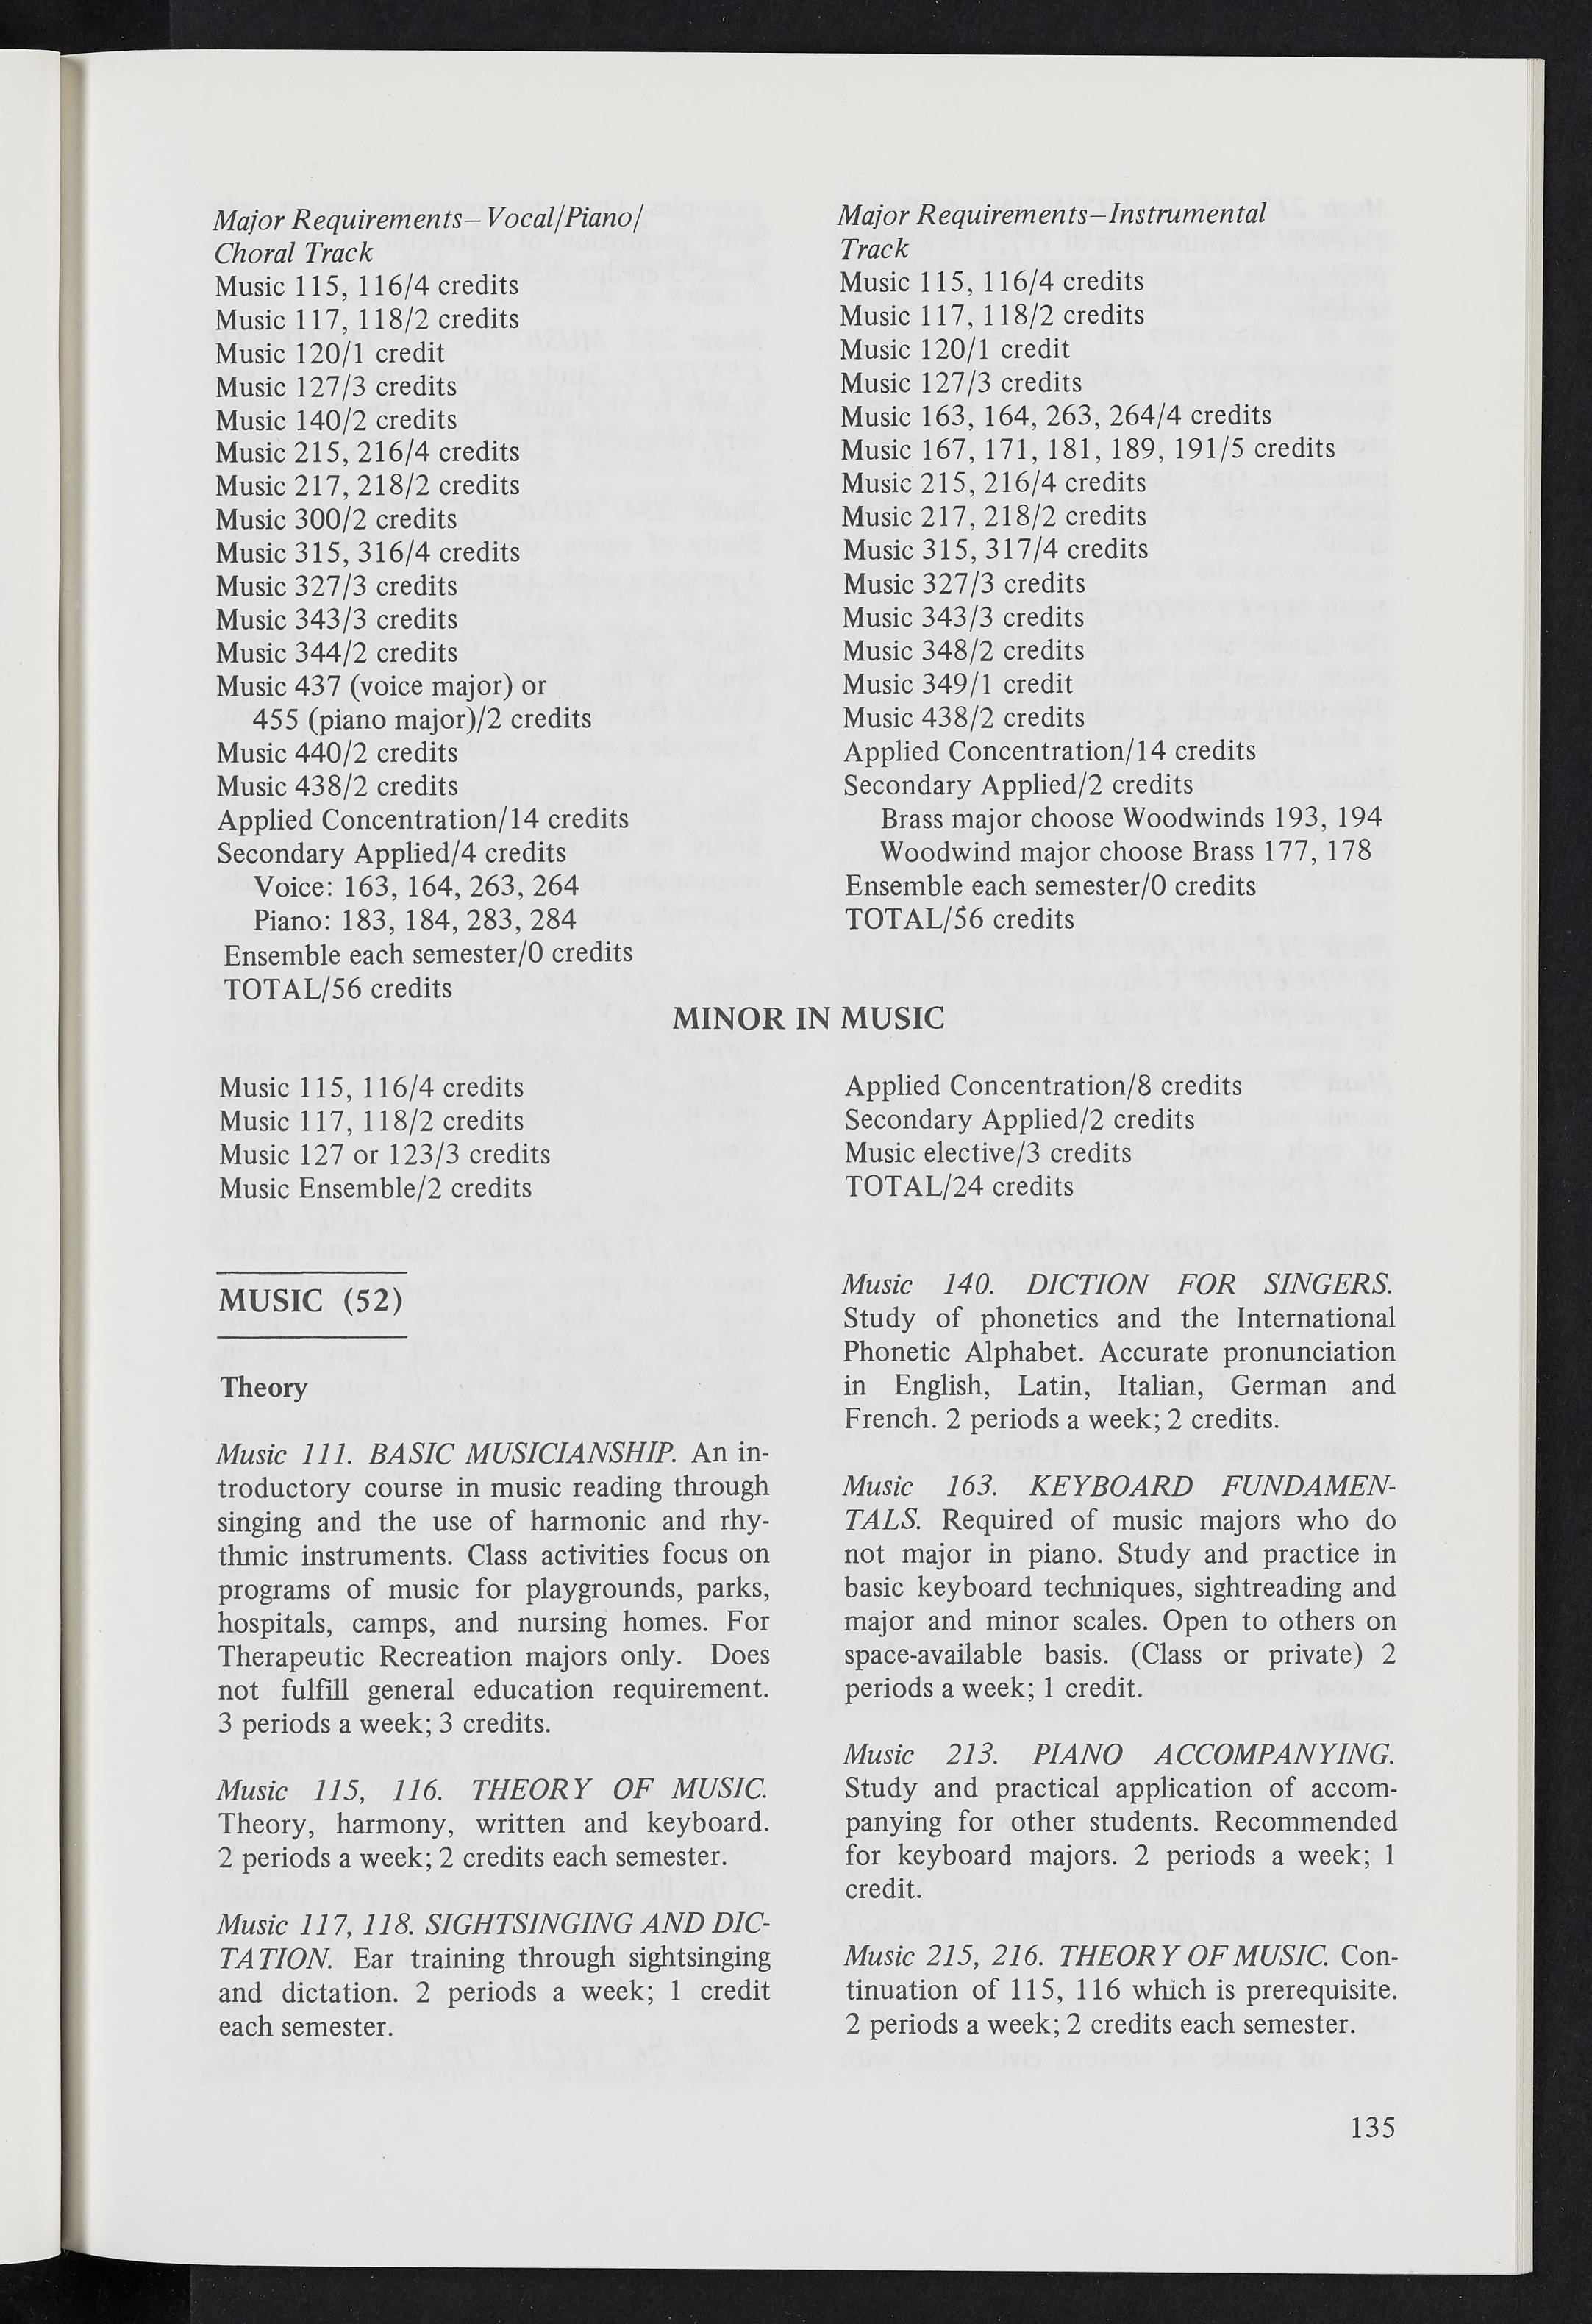 Major Requirements–Vocal/Piano/
Choral Track
Music 115, 116/4 credits
Music 117, 118/2 credits
Music 120/1 credit
Music 127/3 credits
Music 140/2 credits
Music 215, 216/4 credits
Music 217, 218/2 credits
Music 300/2 credits
Music 315, 316/4 credits
Music 327/3 credits
Music 343/3 credits
Music 344/2 credits
Music 437 (voice major) or
455 (piano major)/2 credits
Music 440/2 credits
Music 438/2 credits
Applied Concentration/14 credits
Secondary Applied/4 credits
Voice: 163, 164, 263, 264
Piano: 183, 184, 283, 284
Ensemble each semester/0 credits
TOTAL/56 credits
Major Requirements–Instrumental
Track
Music 115, 116/4 credits
Music 117, 118/2 credits
Music 120/1 credit
Music 127/3 credits
Music 163, 164, 263, 264/4 credits
Music 167, 171, 181, 189, 191/5 credits
Music 215, 216/4 credits
Music 217, 218/2 credits
Music 315, 317/4 credits
Music 327/3 credits
Music 343/3 credits
Music 348/2 credits
Music 349/1 credit
Music 438/2 credits
Applied Concentration/14 credits
Secondary Applied/2 credits
Brass major choose Woodwinds 193, 194
Woodwind major choose Brass 177, 178
Ensemble each semester/0 credits
TOTAL/56 credits
MINOR IN MUSIC
Music 115, 116/4 credits
Music 117, 118/2 credits
Music 127 or 123/3 credits
Music Ensemble/2 credits
Applied Concentration/8 credits
Secondary Applied/2 credits
Music elective/3 credits
TOTAL/24 credits
MUSIC (52)
Theory
Music 111. BASIC MUSICIANSHIP. An in-
troductory course in music reading through
singing and the use of harmonic and rhy-
thmic instruments. Class activities focus on
programs of music for playgrounds, parks,
hospitals, camps, and nursing homes. For
Therapeutic Recreation majors only. Does
not fulfill general education requirement.
3 periods a week; 3 credits.
Music 115, 116. THEORY OF MUSIC.
Theory, harmony, written and keyboard.
2 periods a week; 2 credits each semester.
Music 117, 118. SIGHTSINGING AND DIC-
TATION. Ear training through sightsinging
and dictation. 2 periods a week; 1 credit
each semester.
Music 140. DICTION FOR SINGERS.
Study of phonetics and the International
Phonetic Alphabet. Accurate pronunciation
in English, Latin, Italian, German and
French. 2 periods a week; 2 credits.
Music 163. KEYBOARD FUNDAMEN-
TALS. Required of music majors who do
not major in piano. Study and practice in
basic keyboard techniques, sightreading and
major and minor scales. Open to others on
space-available basis. (Class or private) 2
periods a week; 1 credit.
Music 213. PIANO ACCOMPANYING.
Study and practical application of accom-
panying for other students. Recommended
for keyboard majors. 2 periods a week; 1
credit.
Music 215, 216. THEORY OF MUSIC. Con-
tinuation of 115, 116 which is prerequisite.
2 periods a week; 2 credits each semester.
135